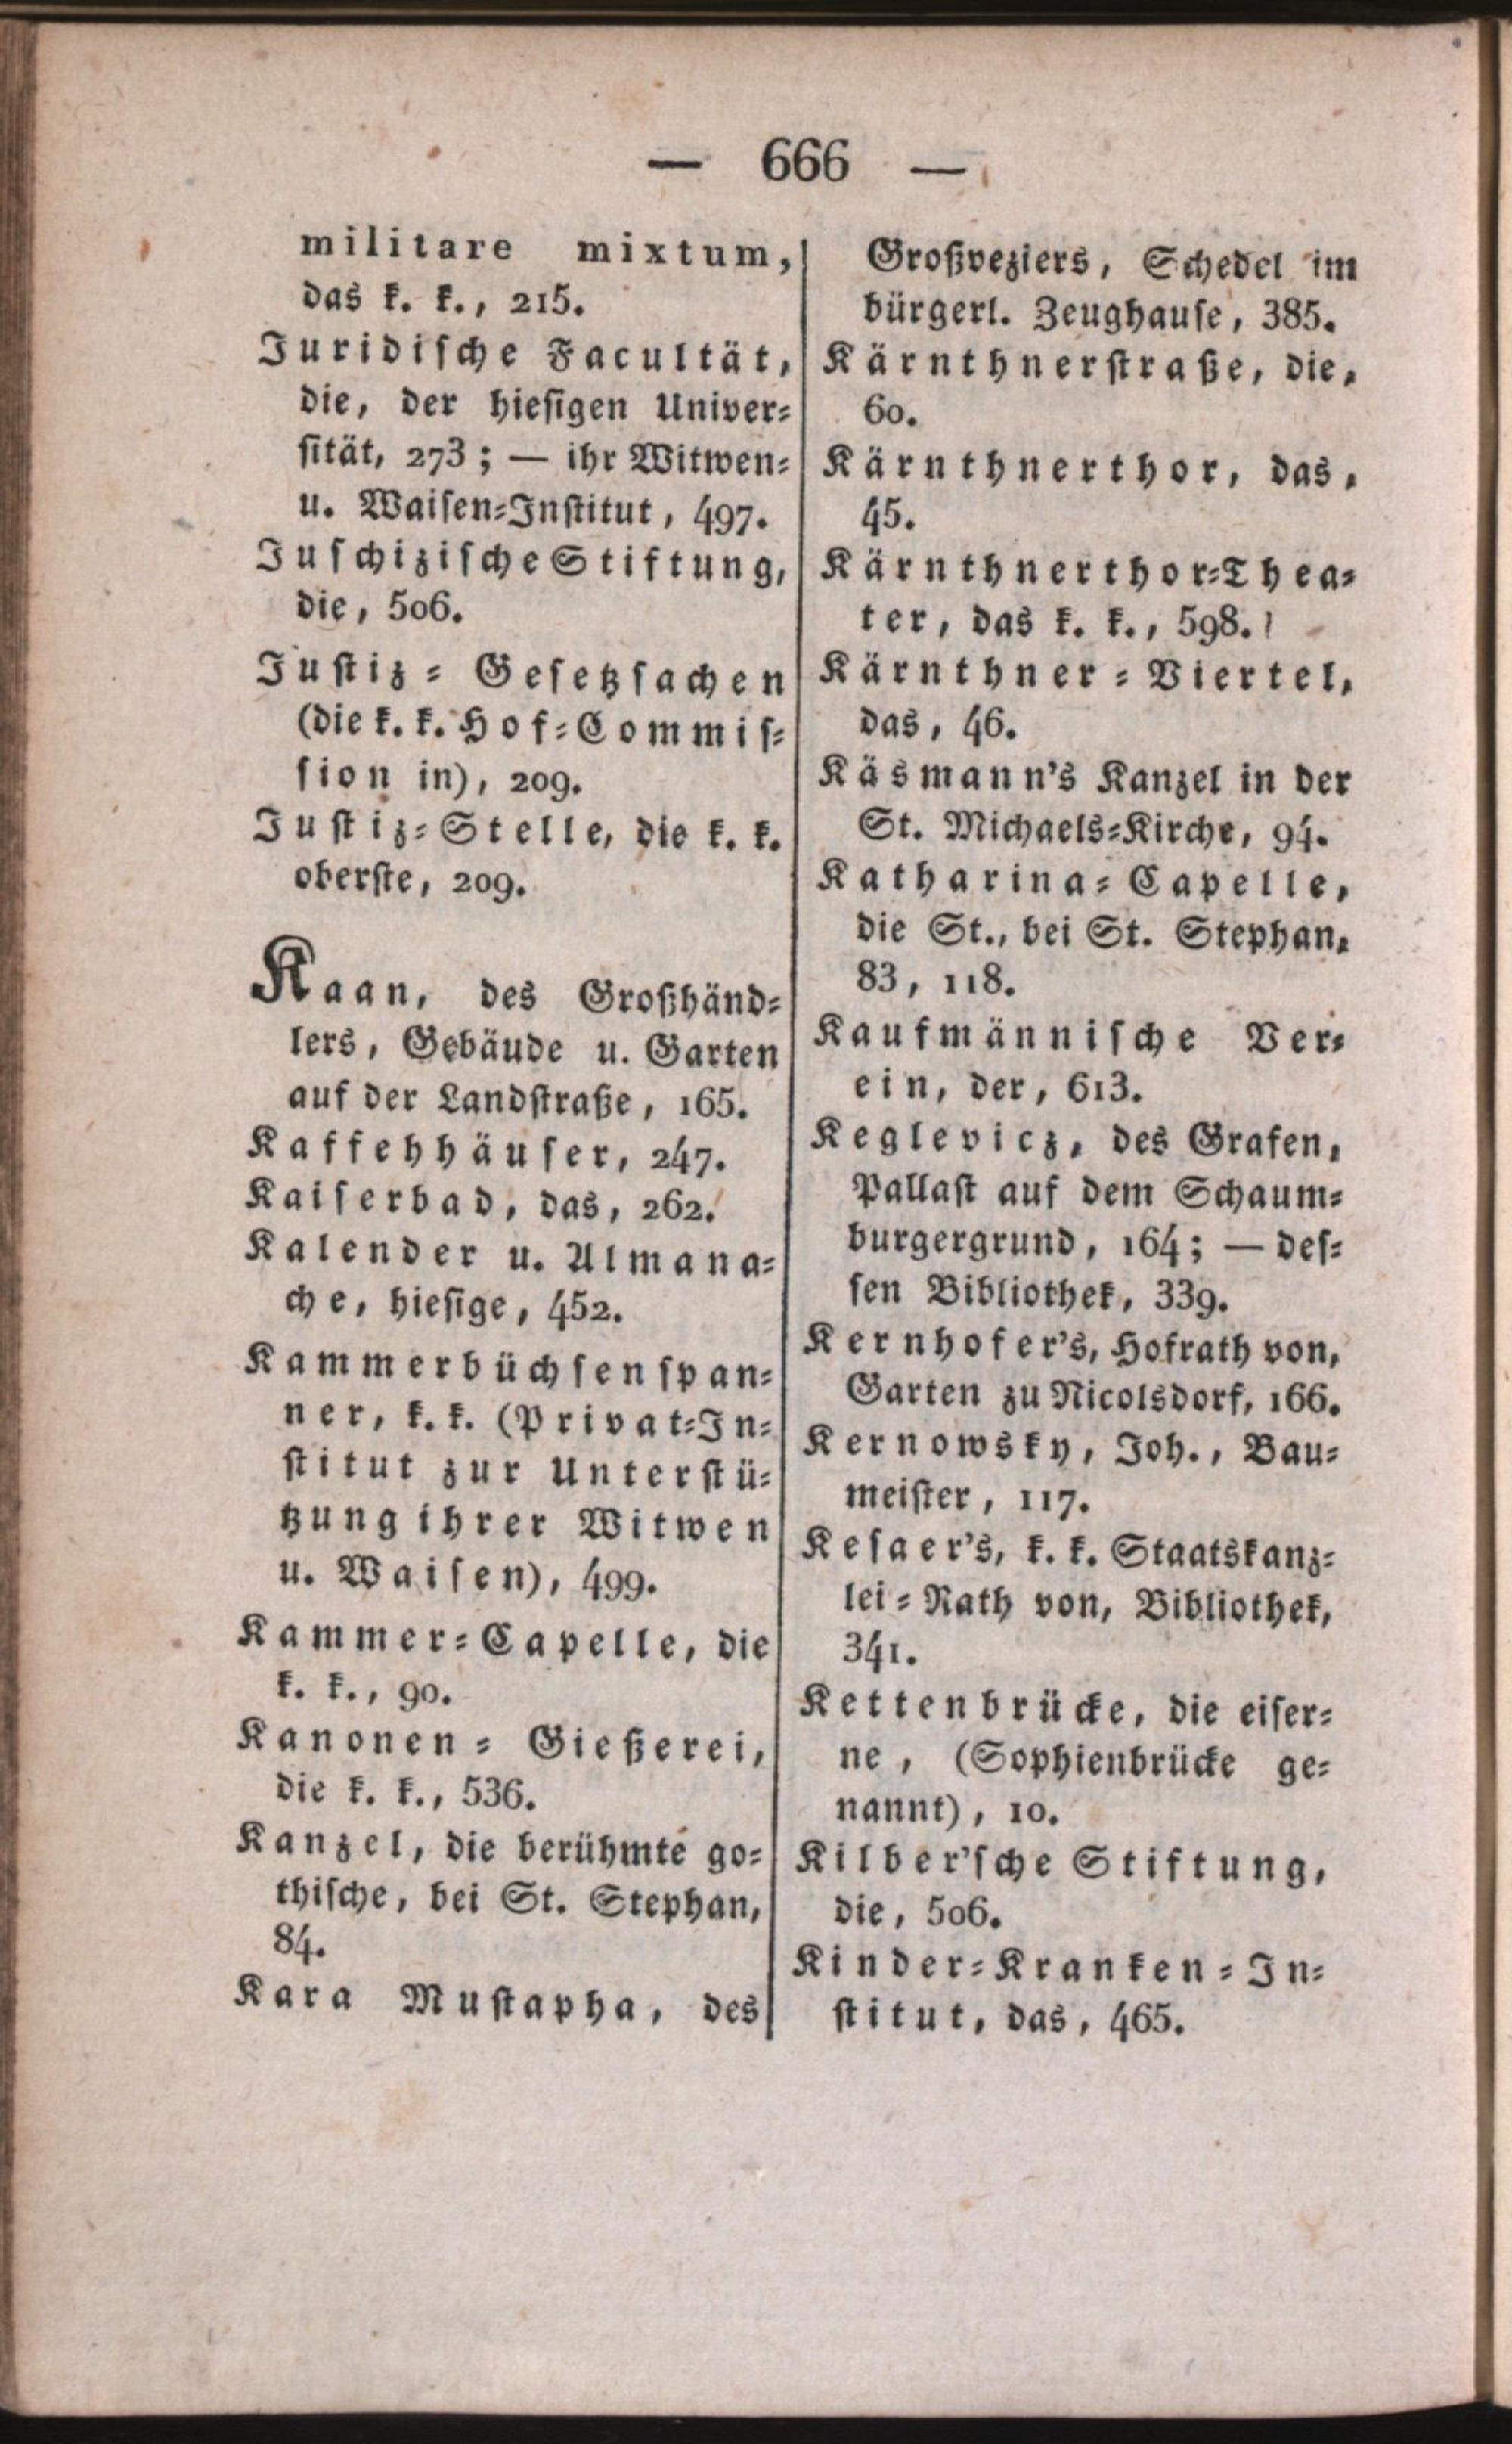 — 666 —
militare mixtum,
das k. k., 215.
Juridische Facultät,
die, der hiesigen Univer-
sität, 273; — ihr Witwen-
u. Waisen-Institut, 497.
Juschizische Stiftung,
die, 506.
Justiz-Gesetzsachen
(die k. k. Hof-Commis-
sion in), 209.
Justiz-Stelle, die k. k.
oberste, 209.
Kaan, des Großhänd-
lers, Gebäude u. Garten
auf der Landstraße, 165.
Kaffehhäuser, 247.
Kaiserbad, das, 262.
Kalender u. Almana-
che, hiesige, 452.
Kammerbüchsenspan-
ner, k. k. (Privat-In-
stitut zur Unterstü-
tzung ihrer Witwen
u. Waisen), 499.
Kammer-Capelle, die
k. k., 90.
Kanonen-Gießerei,
die k. k., 536.
Kanzel, die berühmte go-
thische, bei St. Stephan,
84.
Kara Mustapha, des
Großveziers, Schedel im
bürgerl. Zeughause, 385.
Kärnthnerstraße, die,
60.
Kärnthnerthor, das,
45.
Kärnthnerthor-Thea-
ter, das k. k., 598.
Kärnthner-Viertel,
das, 46.
Käsmann's Kanzel in der
St. Michaels-Kirche, 94.
Katharina-Capelle,
die St., bei St. Stephan,
83, 118.
Kaufmännische Ver-
ein, der, 613.
Keglevicz, des Grafen,
Pallast auf dem Schaum-
burgergrund, 164; — des-
sen Bibliothek, 339.
Kernhofer's, Hofrath von,
Garten zu Nicolsdorf, 166.
Kernowsky, Joh., Bau-
meister, 117.
Kesaer's, k. k. Staatskanz-
lei-Rath von, Bibliothek,
341.
Kettenbrücke, die eiser-
ne, (Sophienbrücke ge-
nannt), 10.
Kilber'sche Stiftung,
die, 506.
Kinder-Kranken-In-
stitut, das, 465.